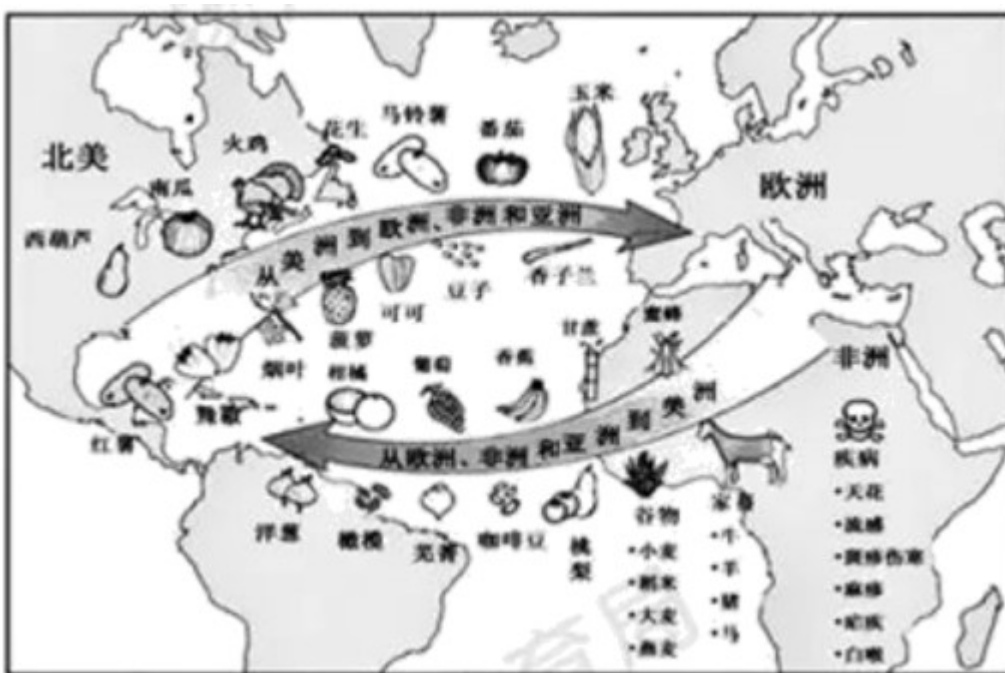 玉米
马铃薯
番茄
花生
火鸡
北美
欧洲
南瓜
西葫芦
从美洲到欧洲、非洲和亚洲
香子兰
豆子
可可
菠萝
烟叶
甘蔗
蜜蜂
非洲
柑橘
葡萄
香蕉
辣椒
红薯
从欧洲、非洲和亚洲到美洲
洋葱
橄榄
芜菁
咖啡豆
桃
梨
谷物
•小麦
•稻米
•大麦
•燕麦
家畜
•牛
•羊
•猪
•马
疾病
•天花
•流感
•斑疹伤寒
•麻疹
•疟疾
•白喉